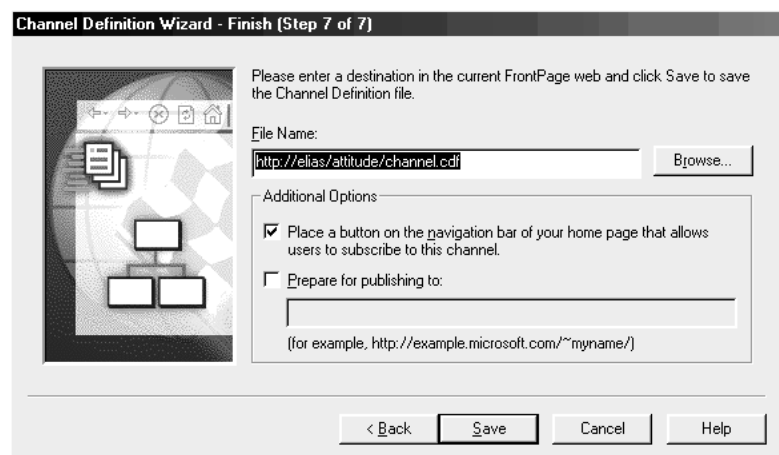 Channel Definition Wizard - Finish (Step 7 of 7)
Please enter a destination in the current FrontPage web and click Save to save
the Channel Definition file.
File Name:
http://elias/attitude/channel.cdf
Browse...
Additional Options
Place a button on the navigation bar of your home page that allows
users to subscribe to this channel.
Prepare for publishing to:
(for example, http://example.microsoft.com/~myname/)
< Back
Save
Cancel
Help